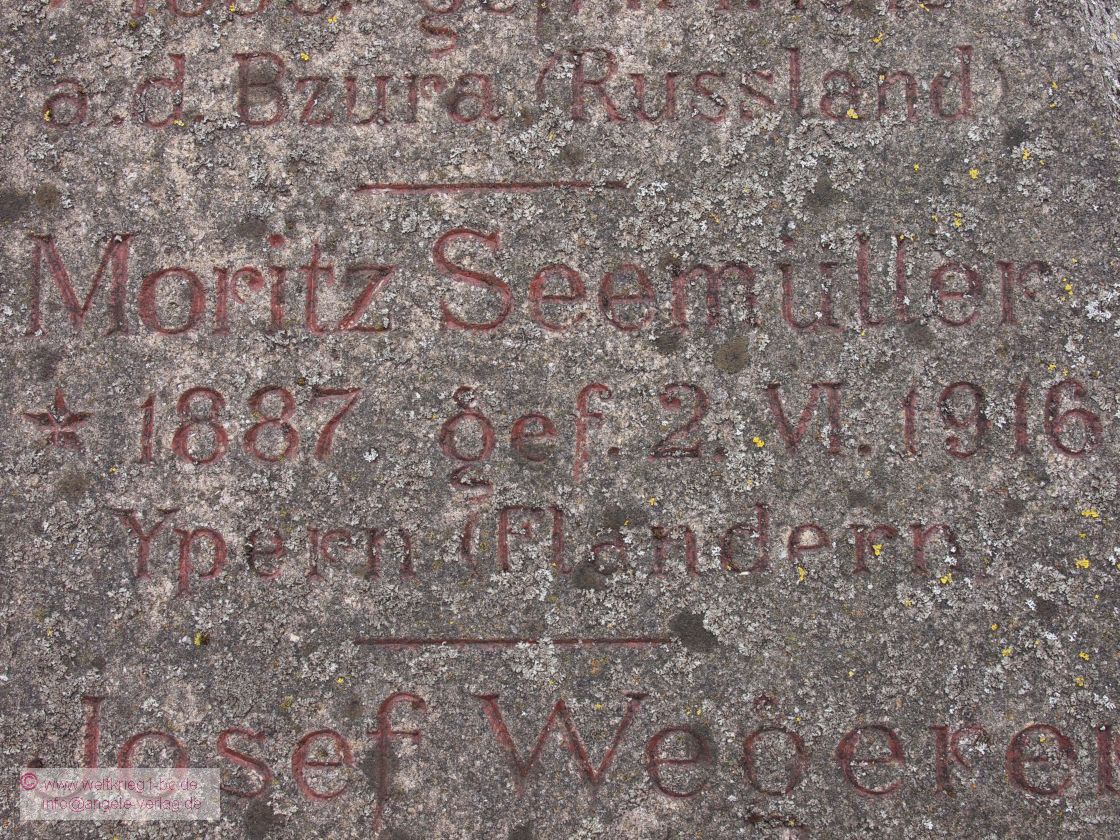 a.d. Bzura (Russland)
Moritz Seemüller
* 1887 gef. 2. VI. 1916
Ypern (Flandern)
Josef Wegerer
© www.weltkrieg1-bc.de
info@angele-verlag.de